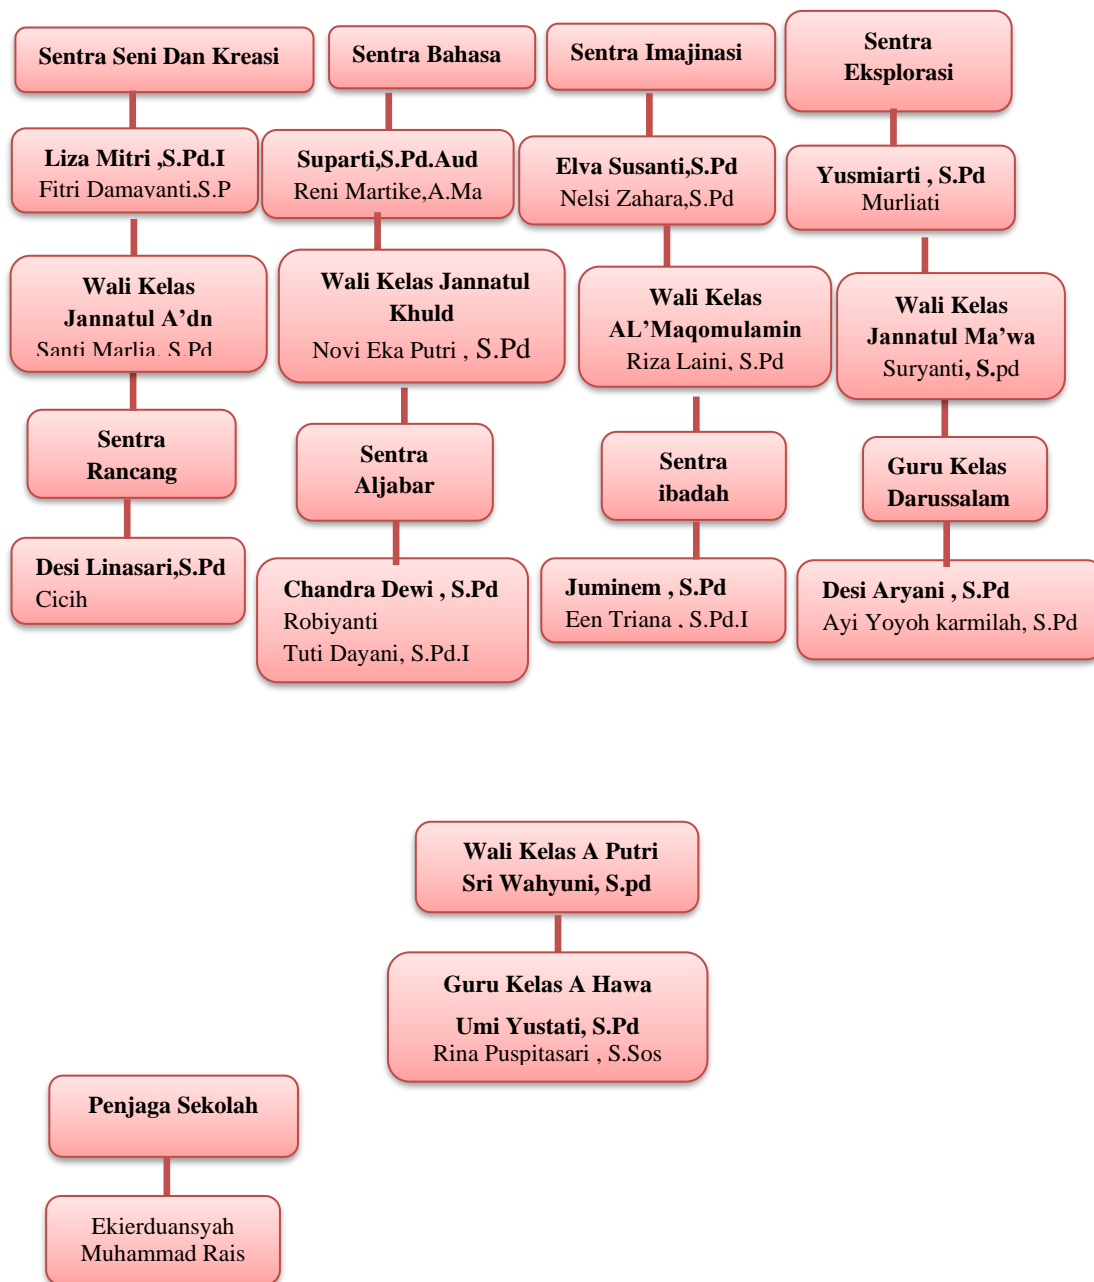 Sentra Seni Dan Kreasi
Liza Mitri ,S.Pd.I
Fitri Damayanti,S.P
Wali Kelas
Jannatul A’dn
Santi Marlia, S.Pd
Sentra
Rancang
Desi Linasari,S.Pd
Cicih
Sentra Bahasa
Suparti,S.Pd.Aud
Reni Martike,A.Ma
Wali Kelas Jannatul
Khuld
Novi Eka Putri , S.Pd
Sentra
Aljabar
Chandra Dewi , S.Pd
Robiyanti
Tuti Dayani, S.Pd.I
Sentra Imajinasi
Elva Susanti,S.Pd
Nelsi Zahara,S.Pd
Wali Kelas
AL’Maqomulamin
Riza Laini, S.Pd
Sentra
ibadah
Juminem , S.Pd
Een Triana , S.Pd.I
Sentra
Eksplorasi
Yusmiarti , S.Pd
Murliati
Wali Kelas
Jannatul Ma’wa
Suryanti, S.pd
Guru Kelas
Darussalam
Desi Aryani , S.Pd
Ayi Yoyoh karmilah, S.Pd
Wali Kelas A Putri
Sri Wahyuni, S.pd
Guru Kelas A Hawa
Umi Yustati, S.Pd
Rina Puspitasari , S.Sos
Penjaga Sekolah
Ekierduansyah
Muhammad Rais